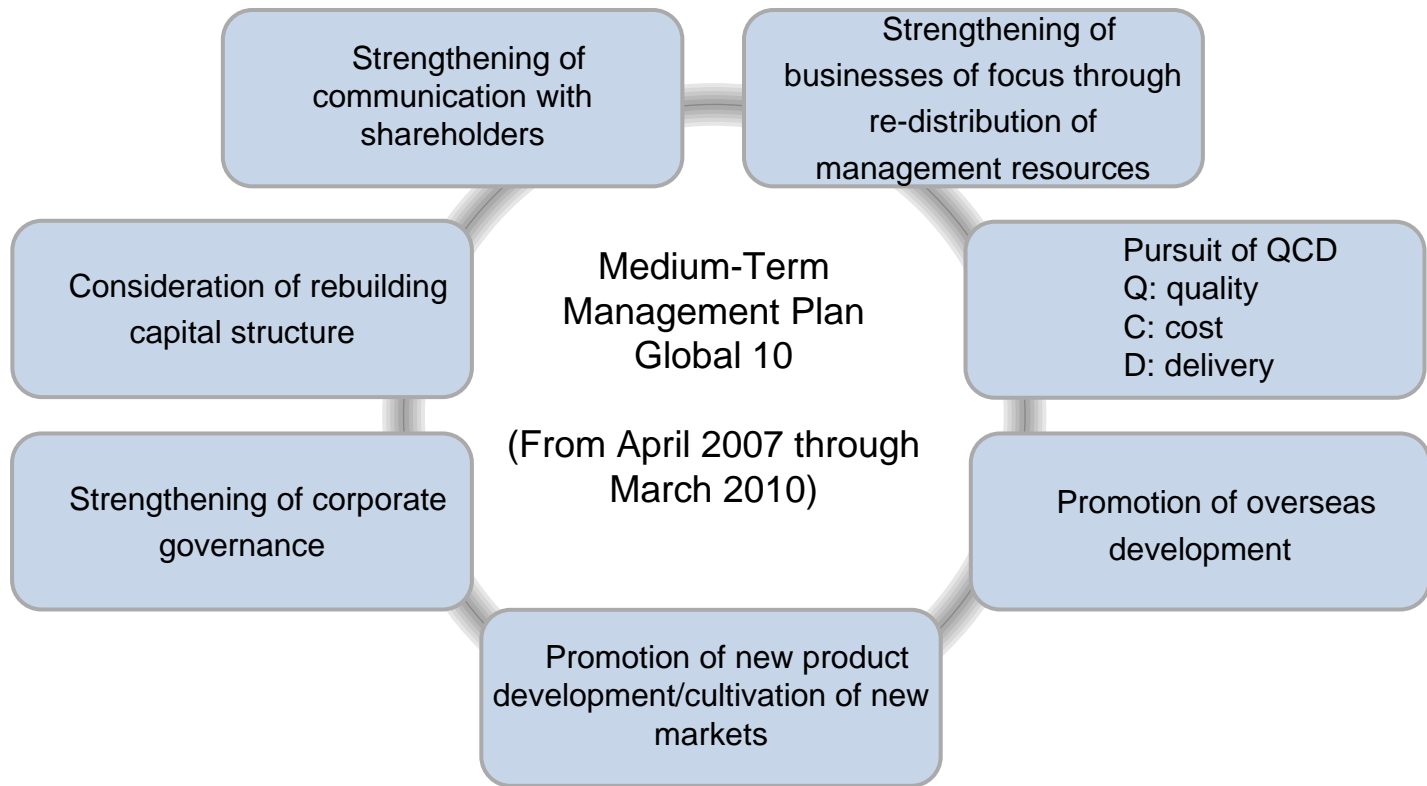 Strengthening of
communication with
shareholders
Strengthening of
businesses of focus through
re-distribution of
management resources
Consideration of rebuilding
capital structure
Medium-Term
Management Plan
Global 10
(From April 2007 through
March 2010)
Pursuit of QCD
Q: quality
C: cost
D: delivery
Strengthening of corporate
governance
Promotion of overseas
development
Promotion of new product
development/cultivation of new
markets